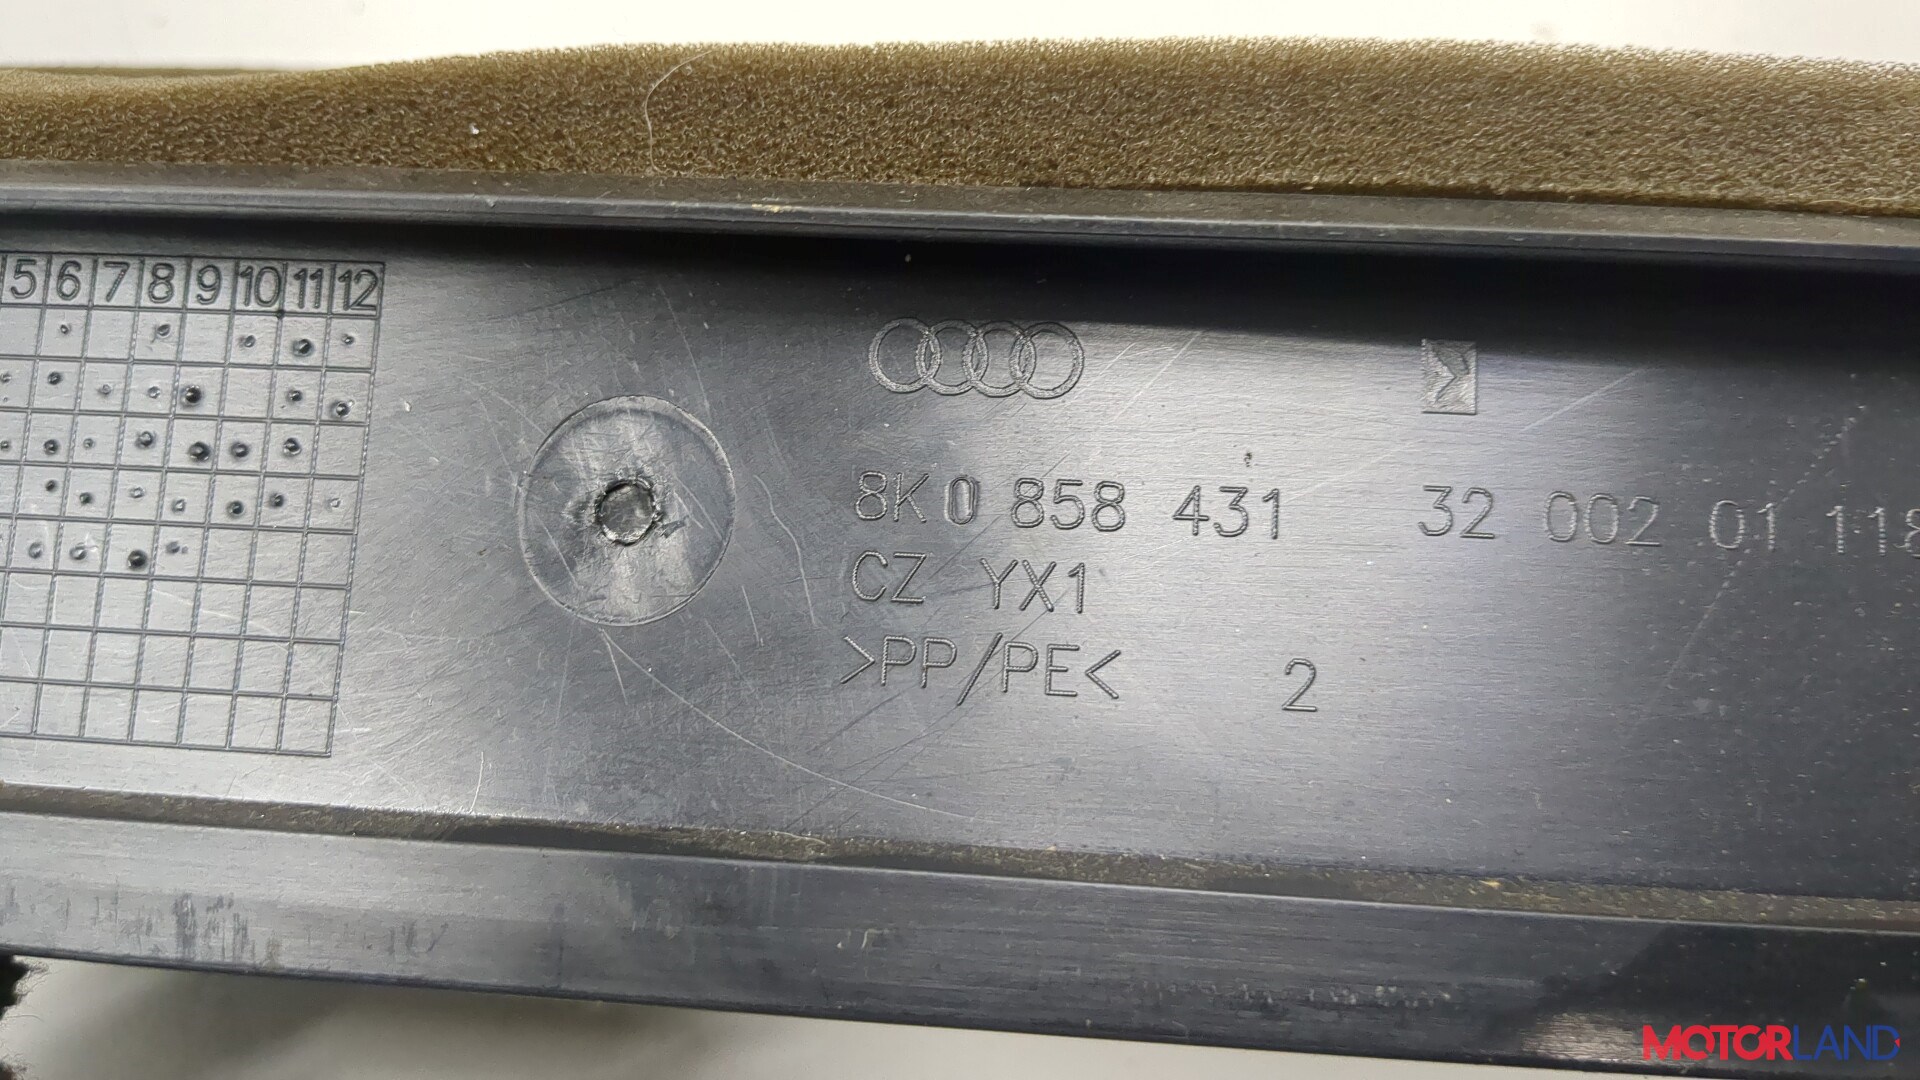 5 6 7 8 9 10 11 12
8K0 858 431 32 002 01 118
CZ YX1
>PP/PE< 2
MOTORLAND